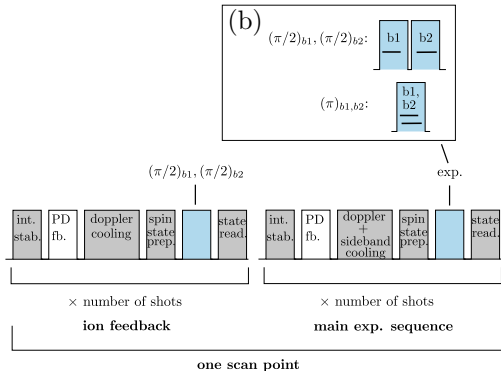 (b)
(π/2)_{b1}, (π/2)_{b2}:
b1
b2
(π)_{b1,b2}:
b1,
b2
(π/2)_{b1}, (π/2)_{b2}
exp.
int.
stab.
PD
fb.
doppler
cooling
spin
state
prep.
state
read.
int.
stab.
PD
fb.
doppler
+
sideband
cooling
spin
state
prep.
state
read.
× number of shots
ion feedback
× number of shots
main exp. sequence
one scan point